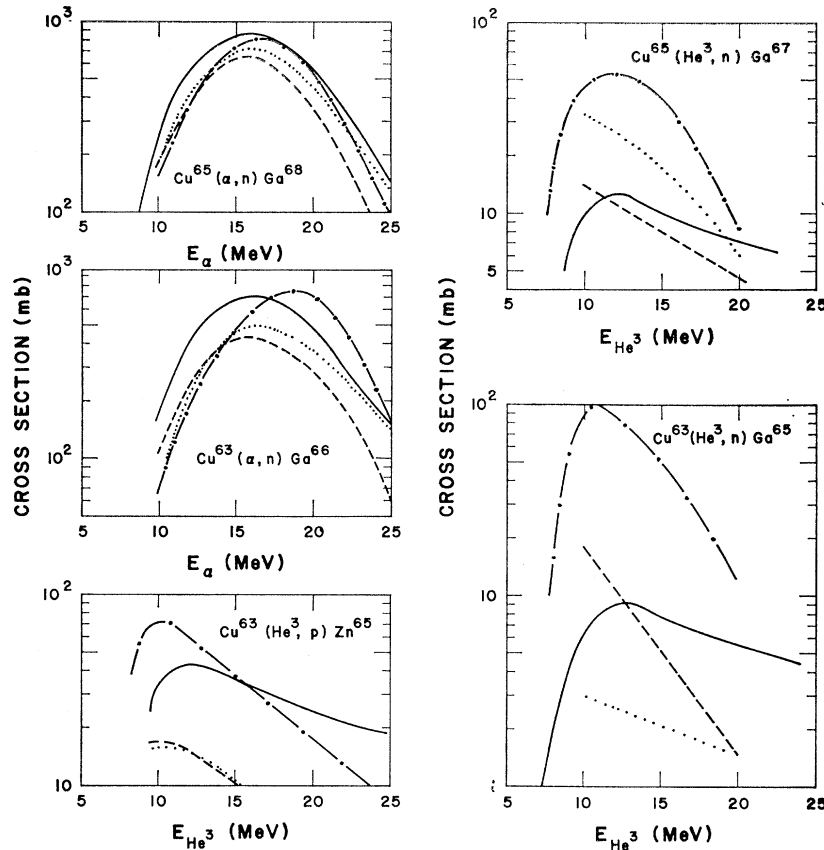 CROSS SECTION (mb)
10³
10²
Cu⁶⁵(α,n)Ga⁶⁸
5 10 15 20 25
Eα (MeV)
10³
10²
Cu⁶³(α,n)Ga⁶⁶
5 10 15 20 25
Eα (MeV)
10²
10
Cu⁶³(He³,p)Zn⁶⁵
5 10 15 20 25
E_He³ (MeV)
CROSS SECTION (mb)
10²
10
5
Cu⁶⁵(He³,n)Ga⁶⁷
5 10 15 20 25
E_He³ (MeV)
10²
10
Cu⁶³(He³,n)Ga⁶⁵
5 10 15 20 25
E_He³ (MeV)